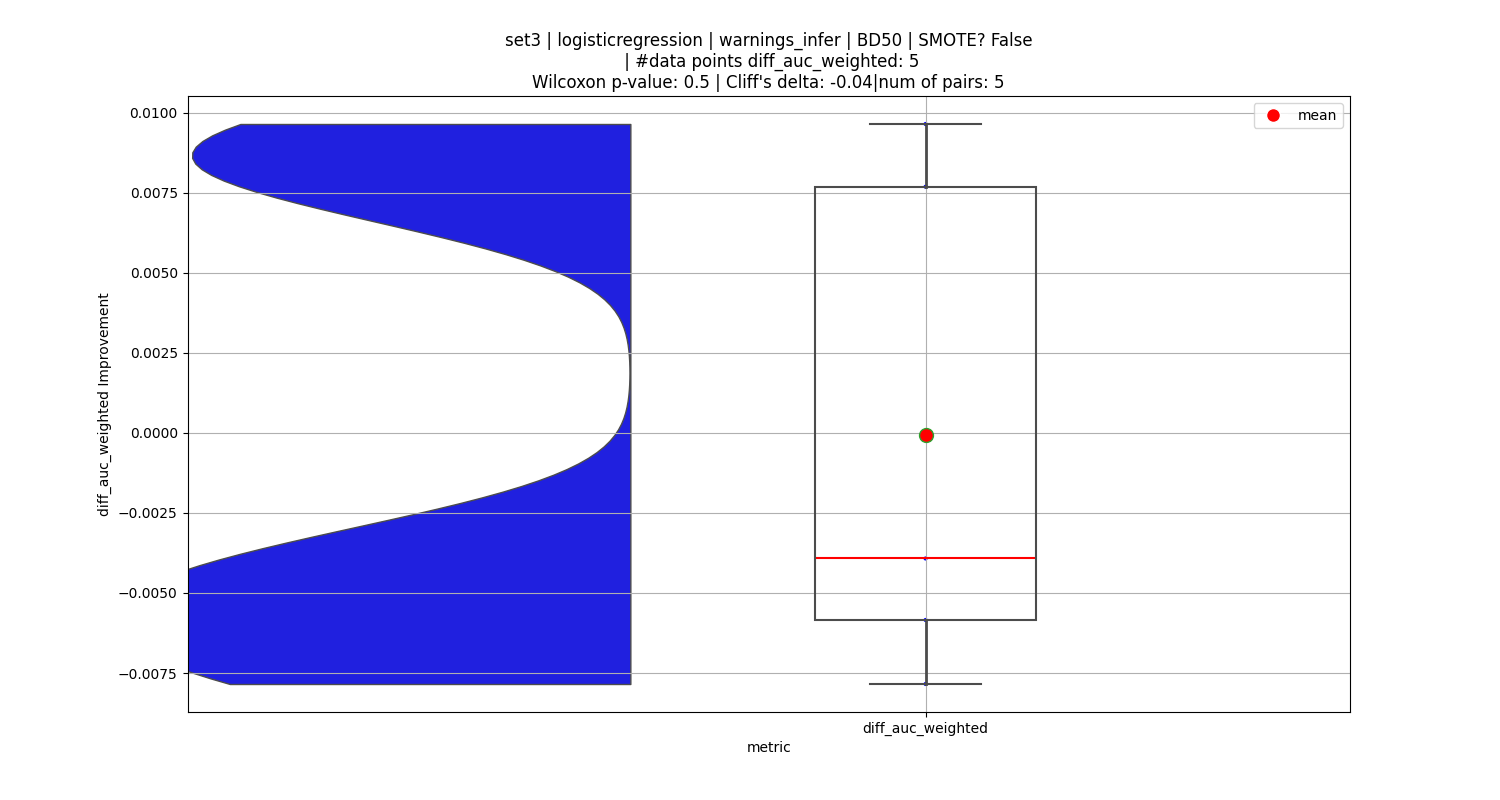 set3 | logisticregression | warnings_infer | BD50 | SMOTE? False
| #data points diff_auc_weighted: 5
Wilcoxon p-value: 0.5 | Cliff's delta: -0.04|num of pairs: 5
mean
0.0100
0.0075
0.0050
0.0025
0.0000
−0.0025
−0.0050
−0.0075
diff_auc_weighted Improvement
diff_auc_weighted
metric